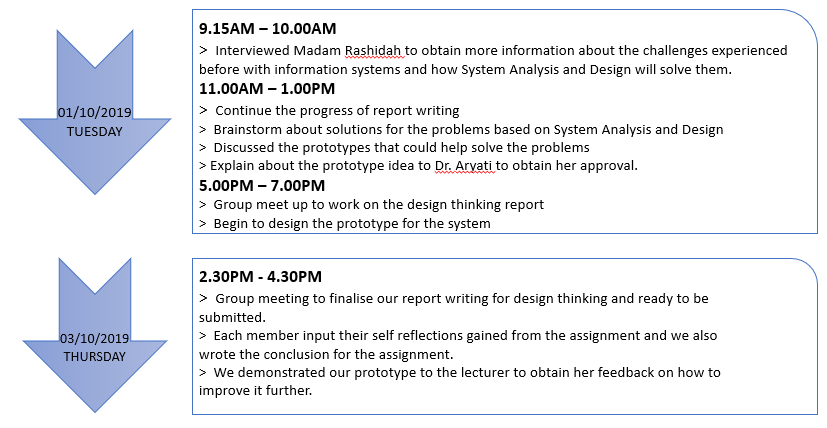 01/10/2019
TUESDAY
9.15AM – 10.00AM
> Interviewed Madam Rashidah to obtain more information about the challenges experienced
before with information systems and how System Analysis and Design will solve them.
11.00AM – 1.00PM
> Continue the progress of report writing
> Brainstorm about solutions for the problems based on System Analysis and Design
> Discussed the prototypes that could help solve the problems
> Explain about the prototype idea to Dr. Aryati to obtain her approval.
5.00PM – 7.00PM
> Group meet up to work on the design thinking report
> Begin to design the prototype for the system
03/10/2019
THURSDAY
2.30PM - 4.30PM
> Group meeting to finalise our report writing for design thinking and ready to be
submitted.
> Each member input their self reflections gained from the assignment and we also
wrote the conclusion for the assignment.
> We demonstrated our prototype to the lecturer to obtain her feedback on how to
improve it further.